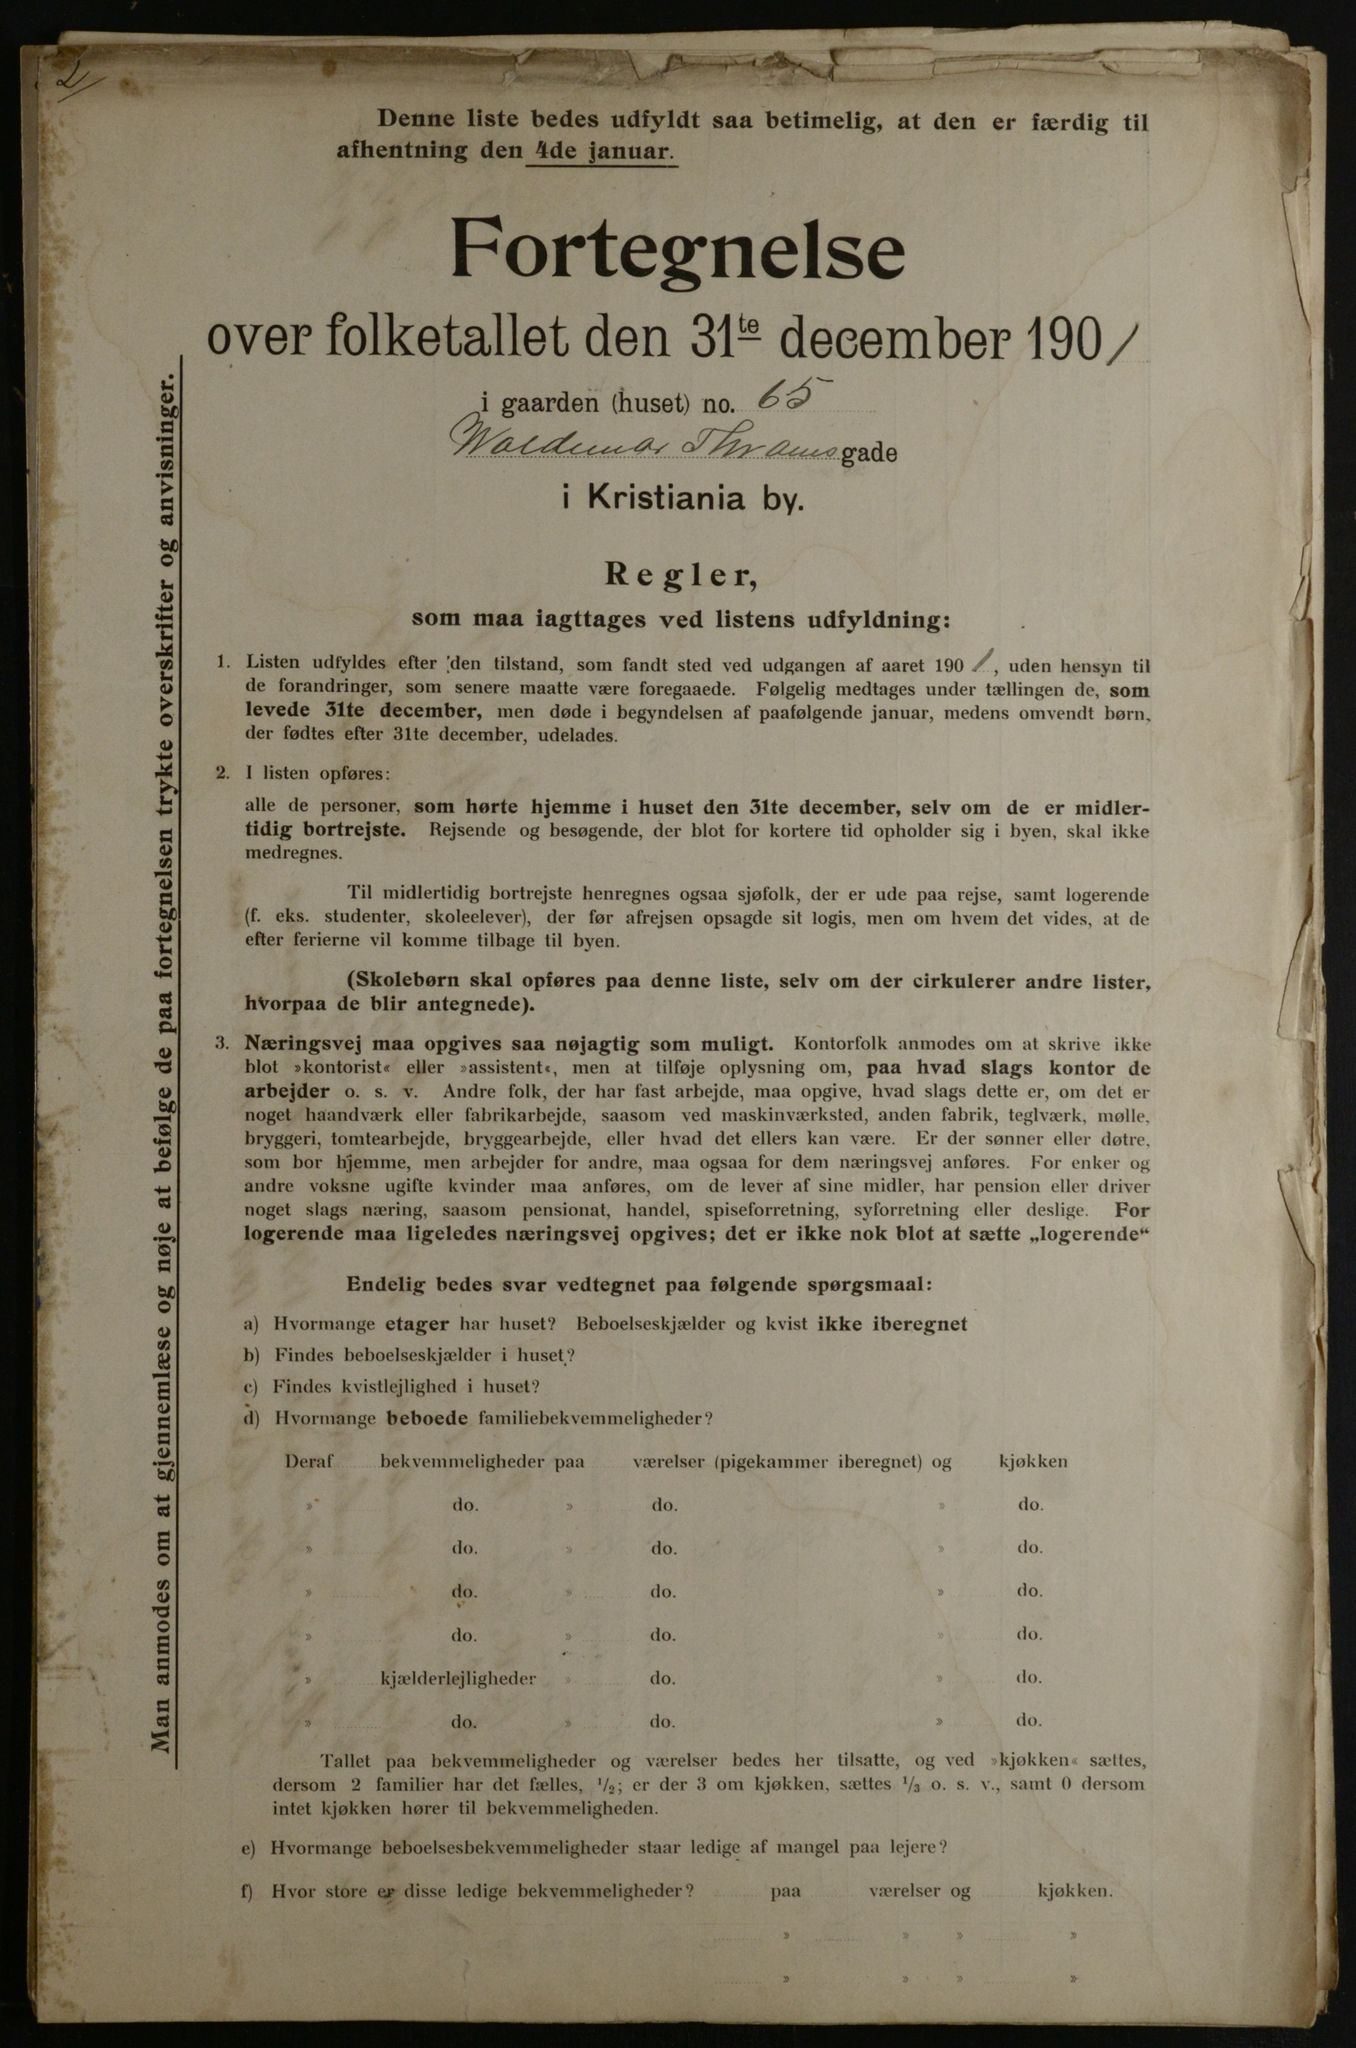 2/
Denne liste bedes udfyldt saa betimelig, at den er færdig til
afhentning den 4de januar.
Fortegnelse
over folketallet den 31te december 1901
i gaarden (huset) no. 65
Waldemar Thranesgade
i Kristiania by.
Regler,
som maa iagttages ved listens udfyldning:
1. Listen udfyldes efter den tilstand, som fandt sted ved udgangen af aaret 1901, uden hensyn til
de forandringer, som senere maatte være foregaaede. Følgelig medtages under tællingen de, som
levede 31te december, men døde i begyndelsen af paafølgende januar, medens omvendt børn,
der fødtes efter 31te december, udelades.
2. I listen opføres:
alle de personer, som hørte hjemme i huset den 31te december, selv om de er midler-
tidig bortrejste. Rejsende og besøgende, der blot for kortere tid opholder sig i byen, skal ikke
medregnes.
Til midlertidig bortrejste henregnes ogsaa sjøfolk, der er ude paa rejse, samt logerende
(f. eks. studenter, skoleelever), der før afrejsen opsagde sit logis, men om hvem det vides, at de
efter ferierne vil komme tilbage til byen.
(Skolebørn skal opføres paa denne liste, selv om der cirkulerer andre lister,
hvorpaa de blir antegnede).
3. Næringsvej maa opgives saa nøjagtig som muligt. Kontorfolk anmodes om at skrive ikke
blot »kontorist« eller »assistent«, men at tilføje oplysning om, paa hvad slags kontor de
arbejder o. s. v. Andre folk, der har fast arbejde, maa opgive, hvad slags dette er, om det er
noget haandværk eller fabrikarbejde, saasom ved maskinværksted, anden fabrik, teglværk, mølle,
bryggeri, tomtearbejde, bryggearbejde, eller hvad det ellers kan være. Er der sønner eller døtre,
som bor hjemme, men arbejder for andre, maa ogsaa for dem næringsvej anføres. For enker og
andre voksne ugifte kvinder maa anføres, om de lever af sine midler, har pension eller driver
noget slags næring, saasom pensionat, handel, spiseforretning, syforretning eller deslige. For
logerende maa ligeledes næringsvej opgives; det er ikke nok blot at sætte „logerende“
Endelig bedes svar vedtegnet paa følgende spørgsmaal:
a) Hvormange etager har huset? Beboelseskjælder og kvist ikke iberegnet
b) Findes beboelseskjælder i huset?
c) Findes kvistlejlighed i huset?
d) Hvormange beboede familiebekvemmeligheder?
Deraf bekvemmeligheder paa værelser (pigekammer iberegnet) og kjøkken
» do. » do. » do.
» do. » do. » do.
» do. » do. » do.
» do. » do. » do.
» kjælderlejligheder » do. » do.
» do. » do. » do.
Tallet paa bekvemmeligheder og værelser bedes her tilsatte, og ved »kjøkken« sættes,
dersom 2 familier har det fælles, 1/2; er der 3 om kjøkken, sættes 1/3 o. s. v., samt 0 dersom
intet kjøkken hører til bekvemmeligheden.
e) Hvormange beboelsesbekvemmeligheder staar ledige af mangel paa lejere?
f) Hvor store er disse ledige bekvemmeligheder? paa værelser og kjøkken.
» » » »
» » » »
Man anmodes om at gjennemlæse og nøje at befølge de paa fortegnelsen trykte overskrifter og anvisninger.